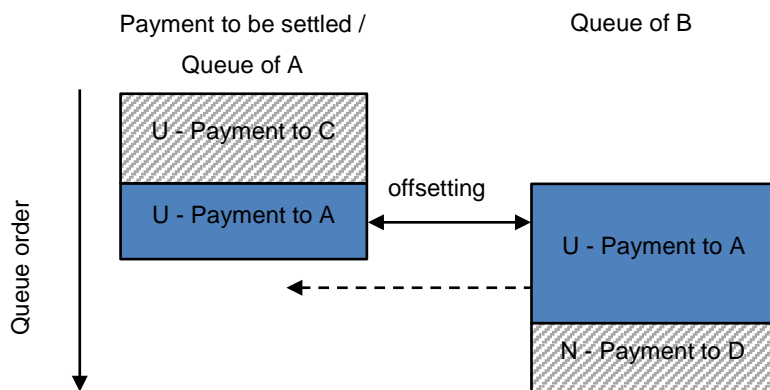 Payment to be settled /
Queue of A
Queue of B
U - Payment to C
U - Payment to A
offsetting
U - Payment to A
N - Payment to D
Queue order